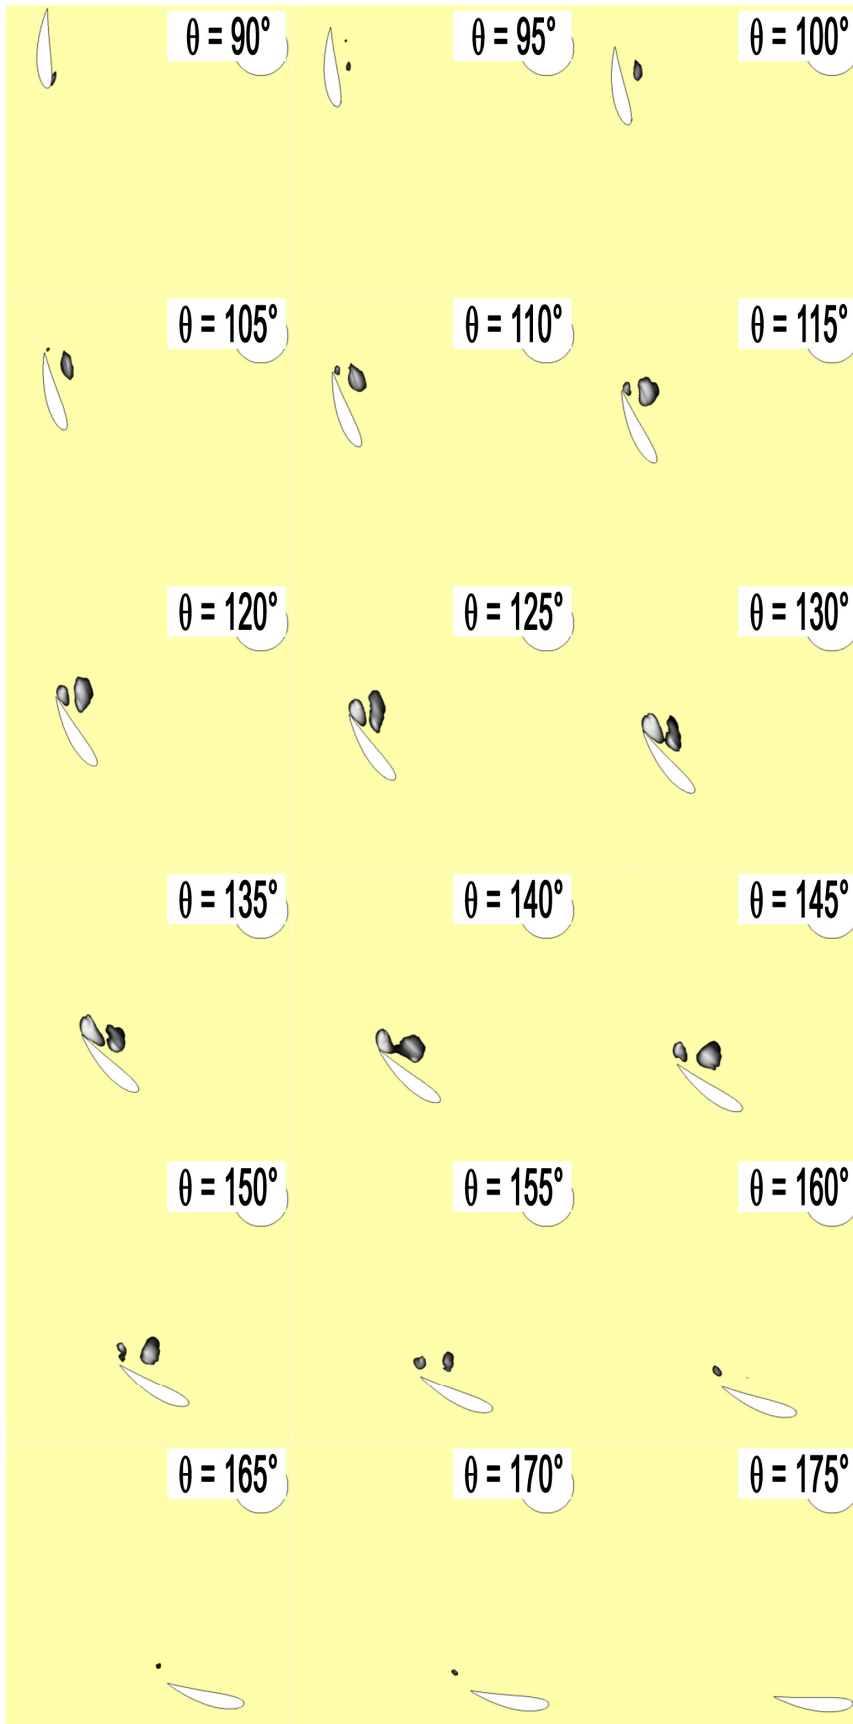 θ = 90°
θ = 95°
θ = 100°
θ = 105°
θ = 110°
θ = 115°
θ = 120°
θ = 125°
θ = 130°
θ = 135°
θ = 140°
θ = 145°
θ = 150°
θ = 155°
θ = 160°
θ = 165°
θ = 170°
θ = 175°